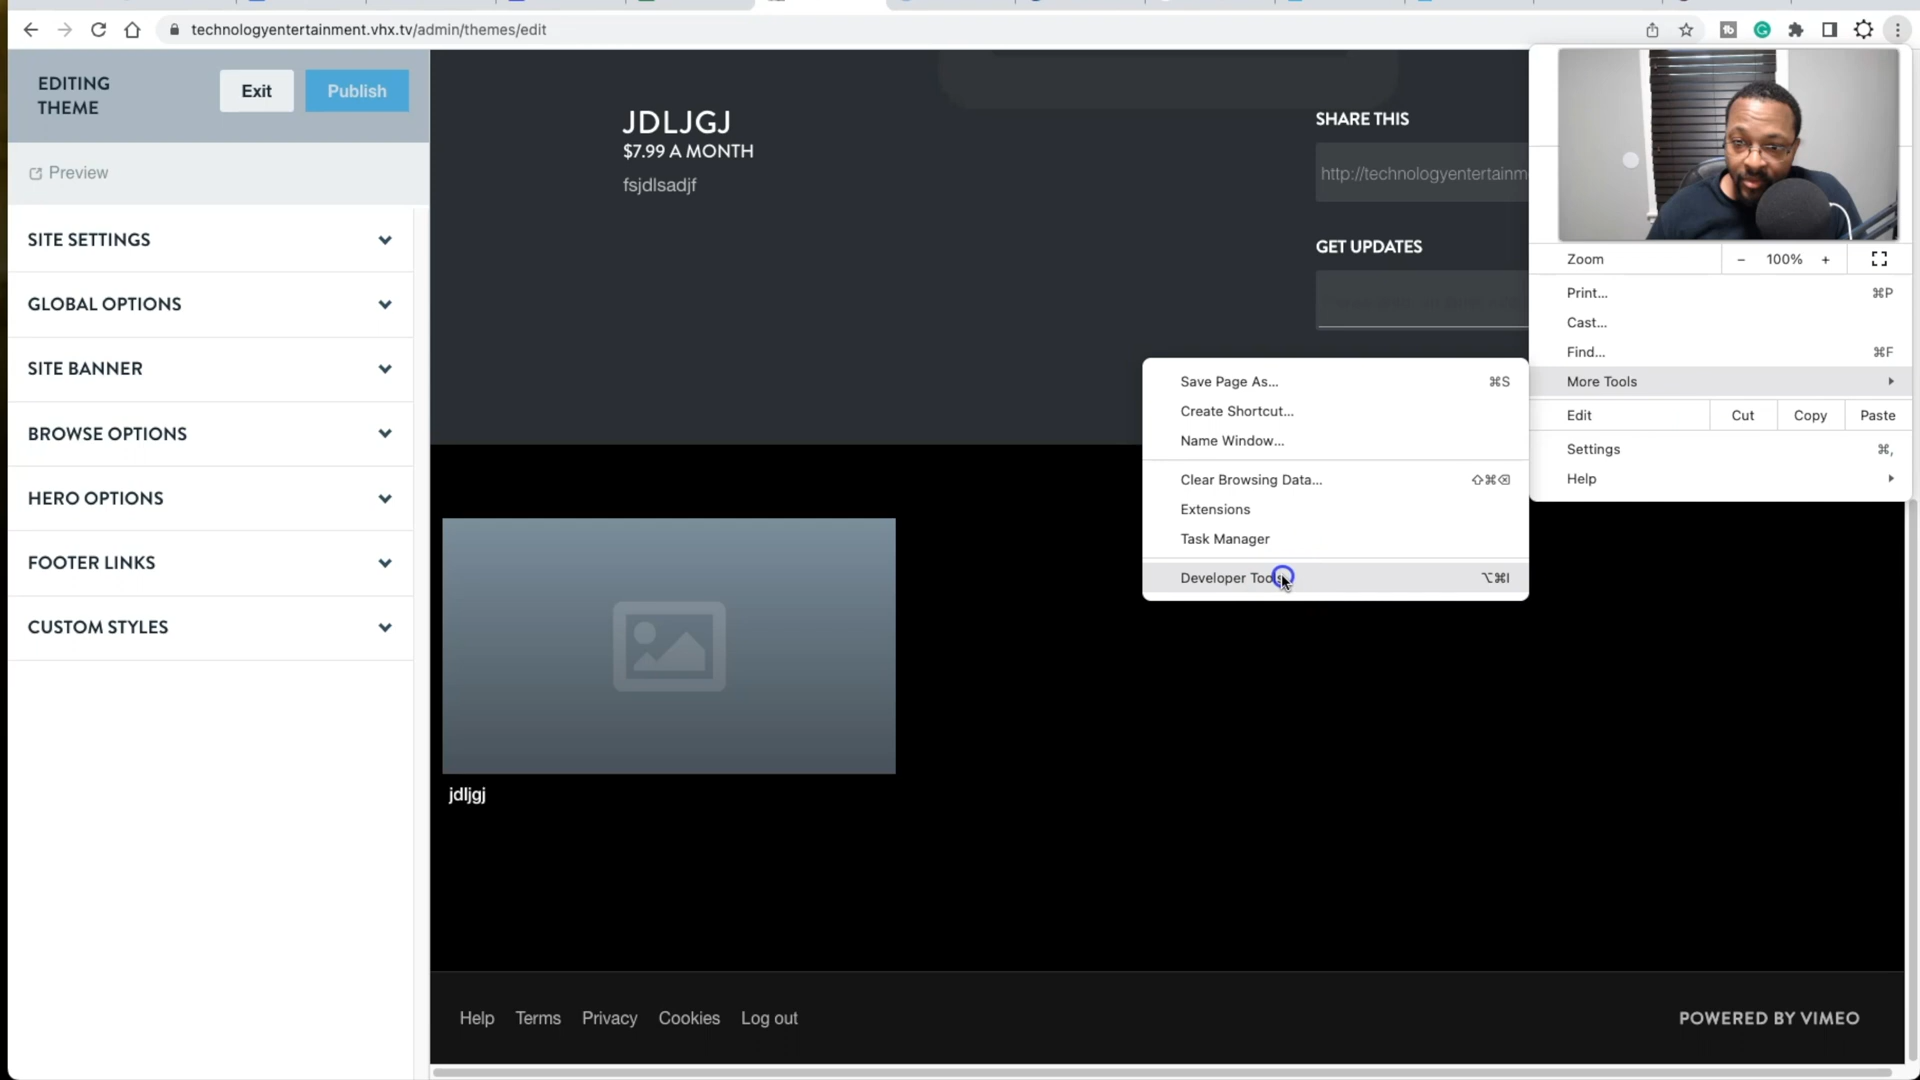 technologyentertainment.vhx.tv/admin/themes/edit
EDITING
THEME
Exit
Publish
Preview
SITE SETTINGS
GLOBAL OPTIONS
SITE BANNER
BROWSE OPTIONS
HERO OPTIONS
FOOTER LINKS
CUSTOM STYLES
JDLJGJ
$7.99 A MONTH
fsjdlsadjf
SHARE THIS
http://technologyentertainm
GET UPDATES
jdljgj
Help Terms Privacy Cookies Log out
POWERED BY VIMEO
Zoom − 100% +
Print... ⌘P
Cast...
Find... ⌘F
More Tools
Edit Cut Copy Paste
Settings ⌘,
Help
Save Page As... ⌘S
Create Shortcut...
Name Window...
Clear Browsing Data... ⇧⌘⌫
Extensions
Task Manager
Developer Tools ⌥⌘I